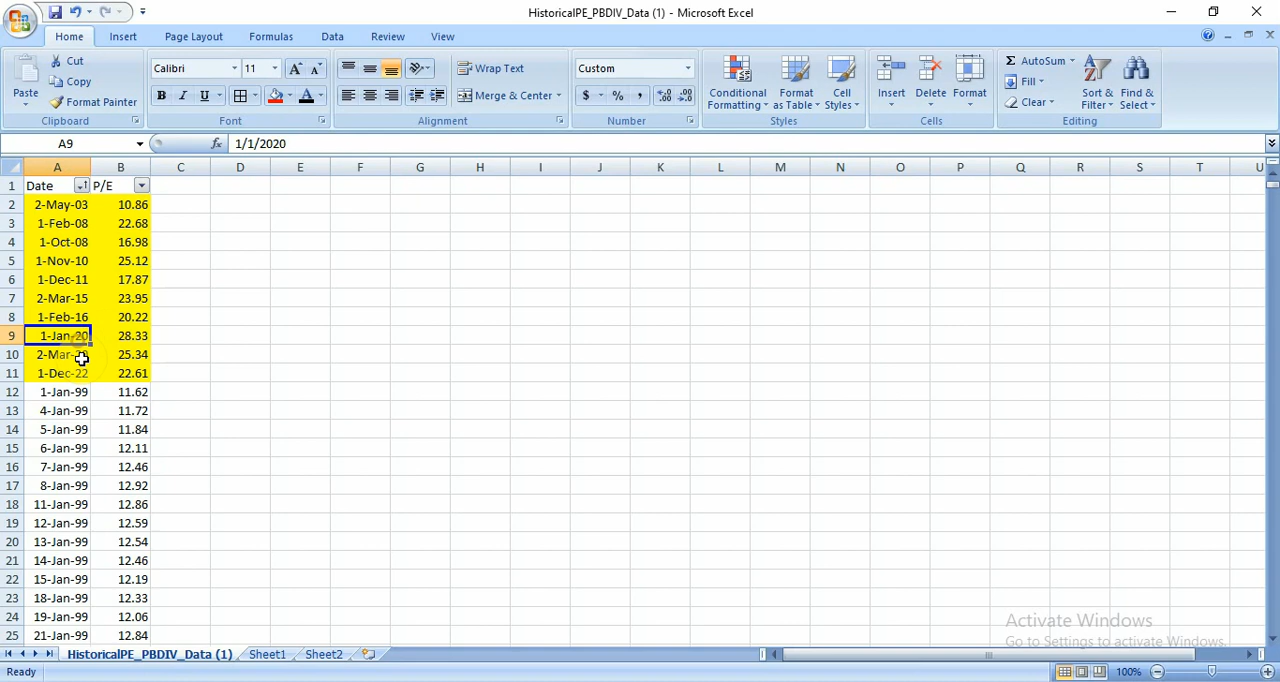 HistoricalPE_PBDIV_Data (1) - Microsoft Excel
Home Insert Page Layout Formulas Data Review View
Paste Cut Copy Format Painter Clipboard
Calibri 11 B I U A A A Font
Wrap Text Merge & Center Alignment
Custom $ % , Number
Conditional Formatting Format as Table Cell Styles Styles
Insert Delete Format Cells
Σ AutoSum Fill Clear Sort & Filter Find & Select Editing
A9 fx 1/1/2020
A B C D E F G H I J K L M N O P Q R S T U
1 Date P/E
2 2-May-03 10.86
3 1-Feb-08 22.68
4 1-Oct-08 16.98
5 1-Nov-10 25.12
6 1-Dec-11 17.87
7 2-Mar-15 23.95
8 1-Feb-16 20.22
9 1-Jan-20 28.33
10 2-Mar-20 25.34
11 1-Dec-22 22.61
12 1-Jan-99 11.62
13 4-Jan-99 11.72
14 5-Jan-99 11.84
15 6-Jan-99 12.11
16 7-Jan-99 12.46
17 8-Jan-99 12.92
18 11-Jan-99 12.86
19 12-Jan-99 12.59
20 13-Jan-99 12.54
21 14-Jan-99 12.46
22 15-Jan-99 12.19
23 18-Jan-99 12.33
24 19-Jan-99 12.06
25 21-Jan-99 12.84
Activate Windows
Go to Settings to activate Windows.
HistoricalPE_PBDIV_Data (1) Sheet1 Sheet2
Ready 100%